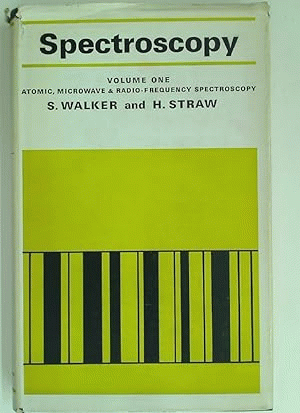 Spectroscopy
VOLUME ONE
ATOMIC, MICROWAVE & RADIO-FREQUENCY SPECTROSCOPY
S. WALKER and H. STRAW